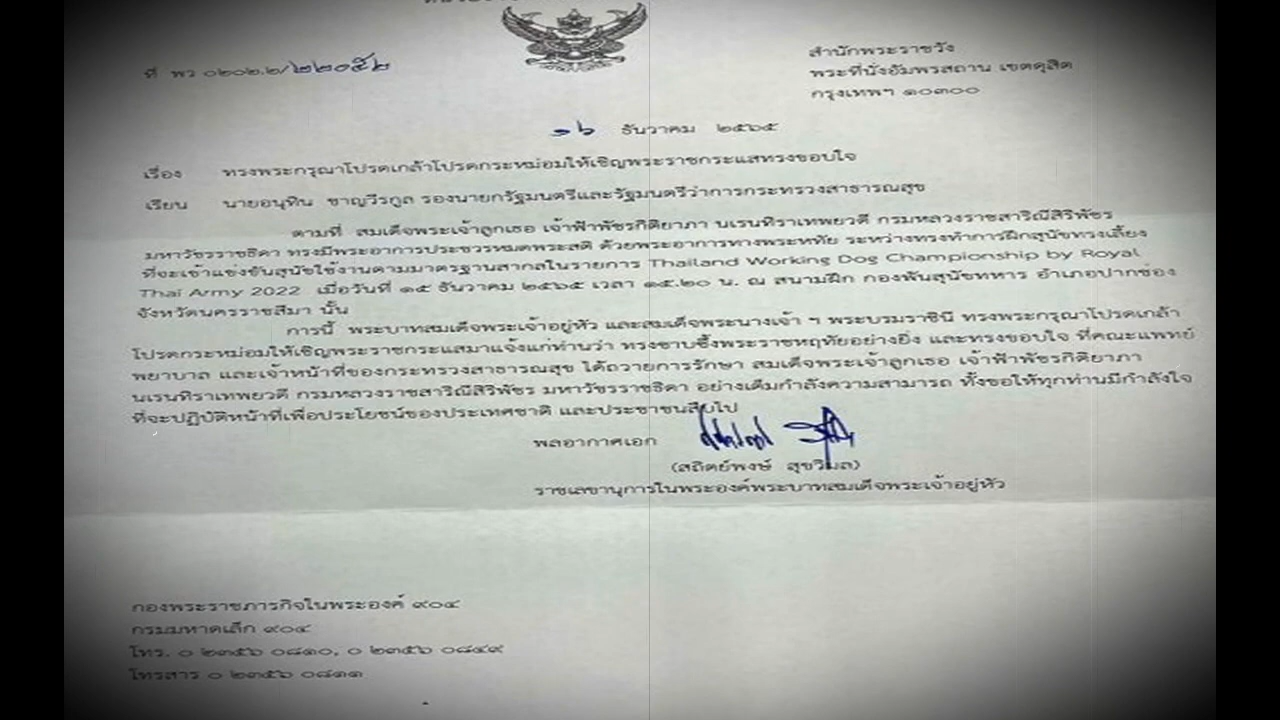 ที่ พว ๐๒๐๒.๒/๒๒๐๕๒
สำนักพระราชวัง
พระที่นั่งอัมพรสถาน เขตดุสิต
กรุงเทพฯ ๑๐๓๐๐
๑๖ ธันวาคม ๒๕๖๕
เรื่อง ทรงพระกรุณาโปรดเกล้าโปรดกระหม่อมให้เชิญพระราชกระแสทรงขอบใจ
เรียน นายอนุทิน ชาญวีรกูล รองนายกรัฐมนตรีและรัฐมนตรีว่าการกระทรวงสาธารณสุข
ตามที่ สมเด็จพระเจ้าลูกเธอ เจ้าฟ้าพัชรกิติยาภา นเรนทิราเทพยวดี กรมหลวงราชสาริณีสิริพัชร
มหาวัชรราชธิดา ทรงมีพระอาการประชวรหมดพระสติ ด้วยพระอาการทางพระหทัย ระหว่างทรงทำการฝึกสุนัขทรงเลี้ยง
ที่จะเข้าแข่งขันสุนัขใช้งานตามมาตรฐานสากลในรายการ Thailand Working Dog Championship by Royal
Thai Army 2022 เมื่อวันที่ ๑๕ ธันวาคม ๒๕๖๕ เวลา ๑๕.๒๐ น. ณ สนามฝึก กองพันสุนัขทหาร อำเภอปากช่อง
จังหวัดนครราชสีมา นั้น
การนี้ พระบาทสมเด็จพระเจ้าอยู่หัว และสมเด็จพระนางเจ้า ฯ พระบรมราชินี ทรงพระกรุณาโปรดเกล้า
โปรดกระหม่อมให้เชิญพระราชกระแสมาแจ้งแก่ท่านว่า ทรงซาบซึ้งพระราชหฤทัยอย่างยิ่ง และทรงขอบใจ ที่คณะแพทย์
พยาบาล และเจ้าหน้าที่ของกระทรวงสาธารณสุข ได้ถวายการรักษา สมเด็จพระเจ้าลูกเธอ เจ้าฟ้าพัชรกิติยาภา
นเรนทิราเทพยวดี กรมหลวงราชสาริณีสิริพัชร มหาวัชรราชธิดา อย่างเต็มกำลังความสามารถ ทั้งขอให้ทุกท่านมีกำลังใจ
ที่จะปฏิบัติหน้าที่เพื่อประโยชน์ของประเทศชาติ และประชาชนสืบไป
พลอากาศเอก
(สถิตย์พงษ์ สุขวิมล)
ราชเลขานุการในพระองค์พระบาทสมเด็จพระเจ้าอยู่หัว
กองพระราชภารกิจในพระองค์ ๙๐๔
กรมมหาดเล็ก ๙๐๔
โทร. ๐ ๒๓๕๖ ๐๘๑๐, ๐ ๒๓๕๖ ๐๘๔๙
โทรสาร ๐ ๒๓๕๖ ๐๘๑๑